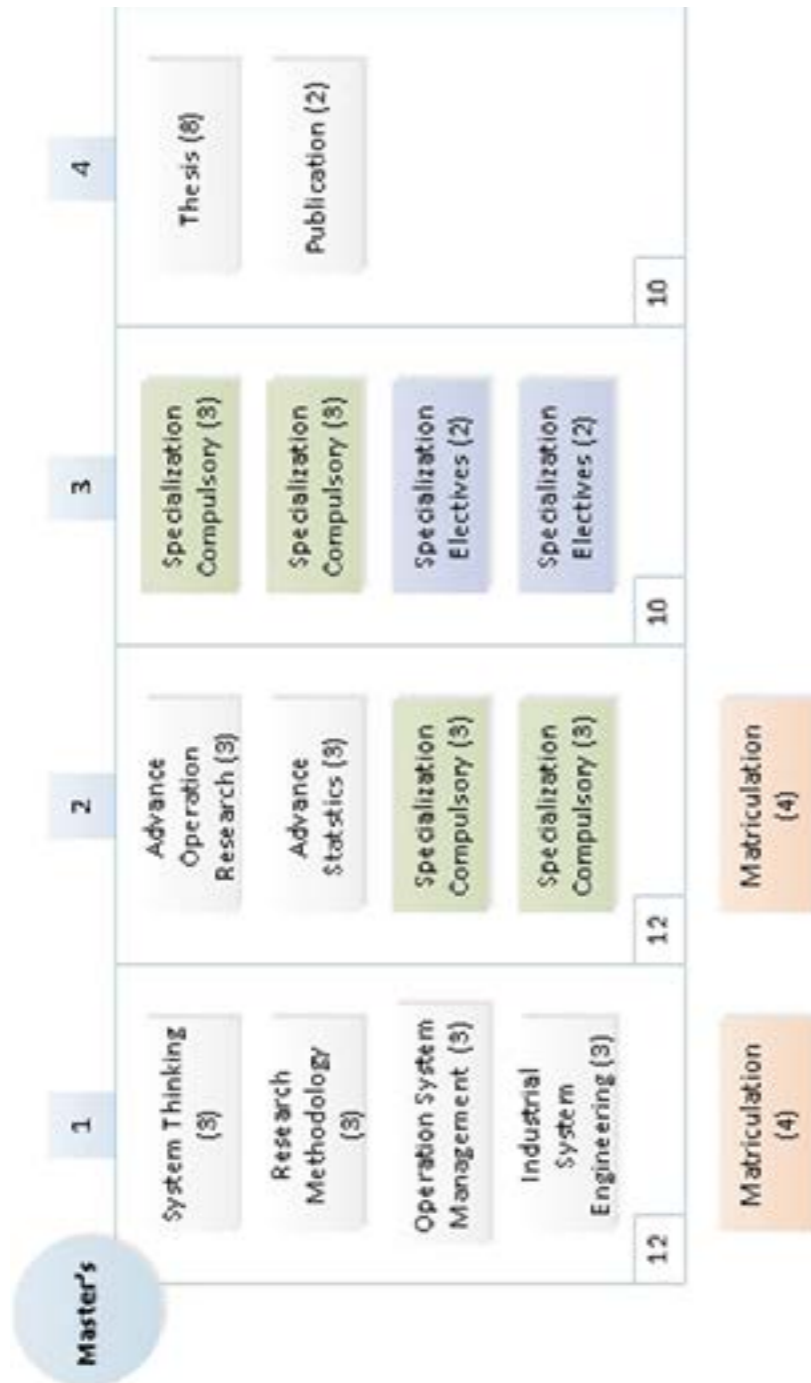 Master's
1
System Thinking
(3)
Research
Methodology
(3)
Operation System
Management (3)
Industrial
System
Engineering (3)
12
Matriculation
(4)
2
Advance
Operation
Research (3)
Advance
Statstics (3)
Specialization
Compulsory (3)
Specialization
Compulsory (3)
12
Matriculation
(4)
3
Specialization
Compulsory (3)
Specialization
Compulsory (3)
Specialization
Electives (2)
Specialization
Electives (2)
10
4
Thesis (8)
Publication (2)
10